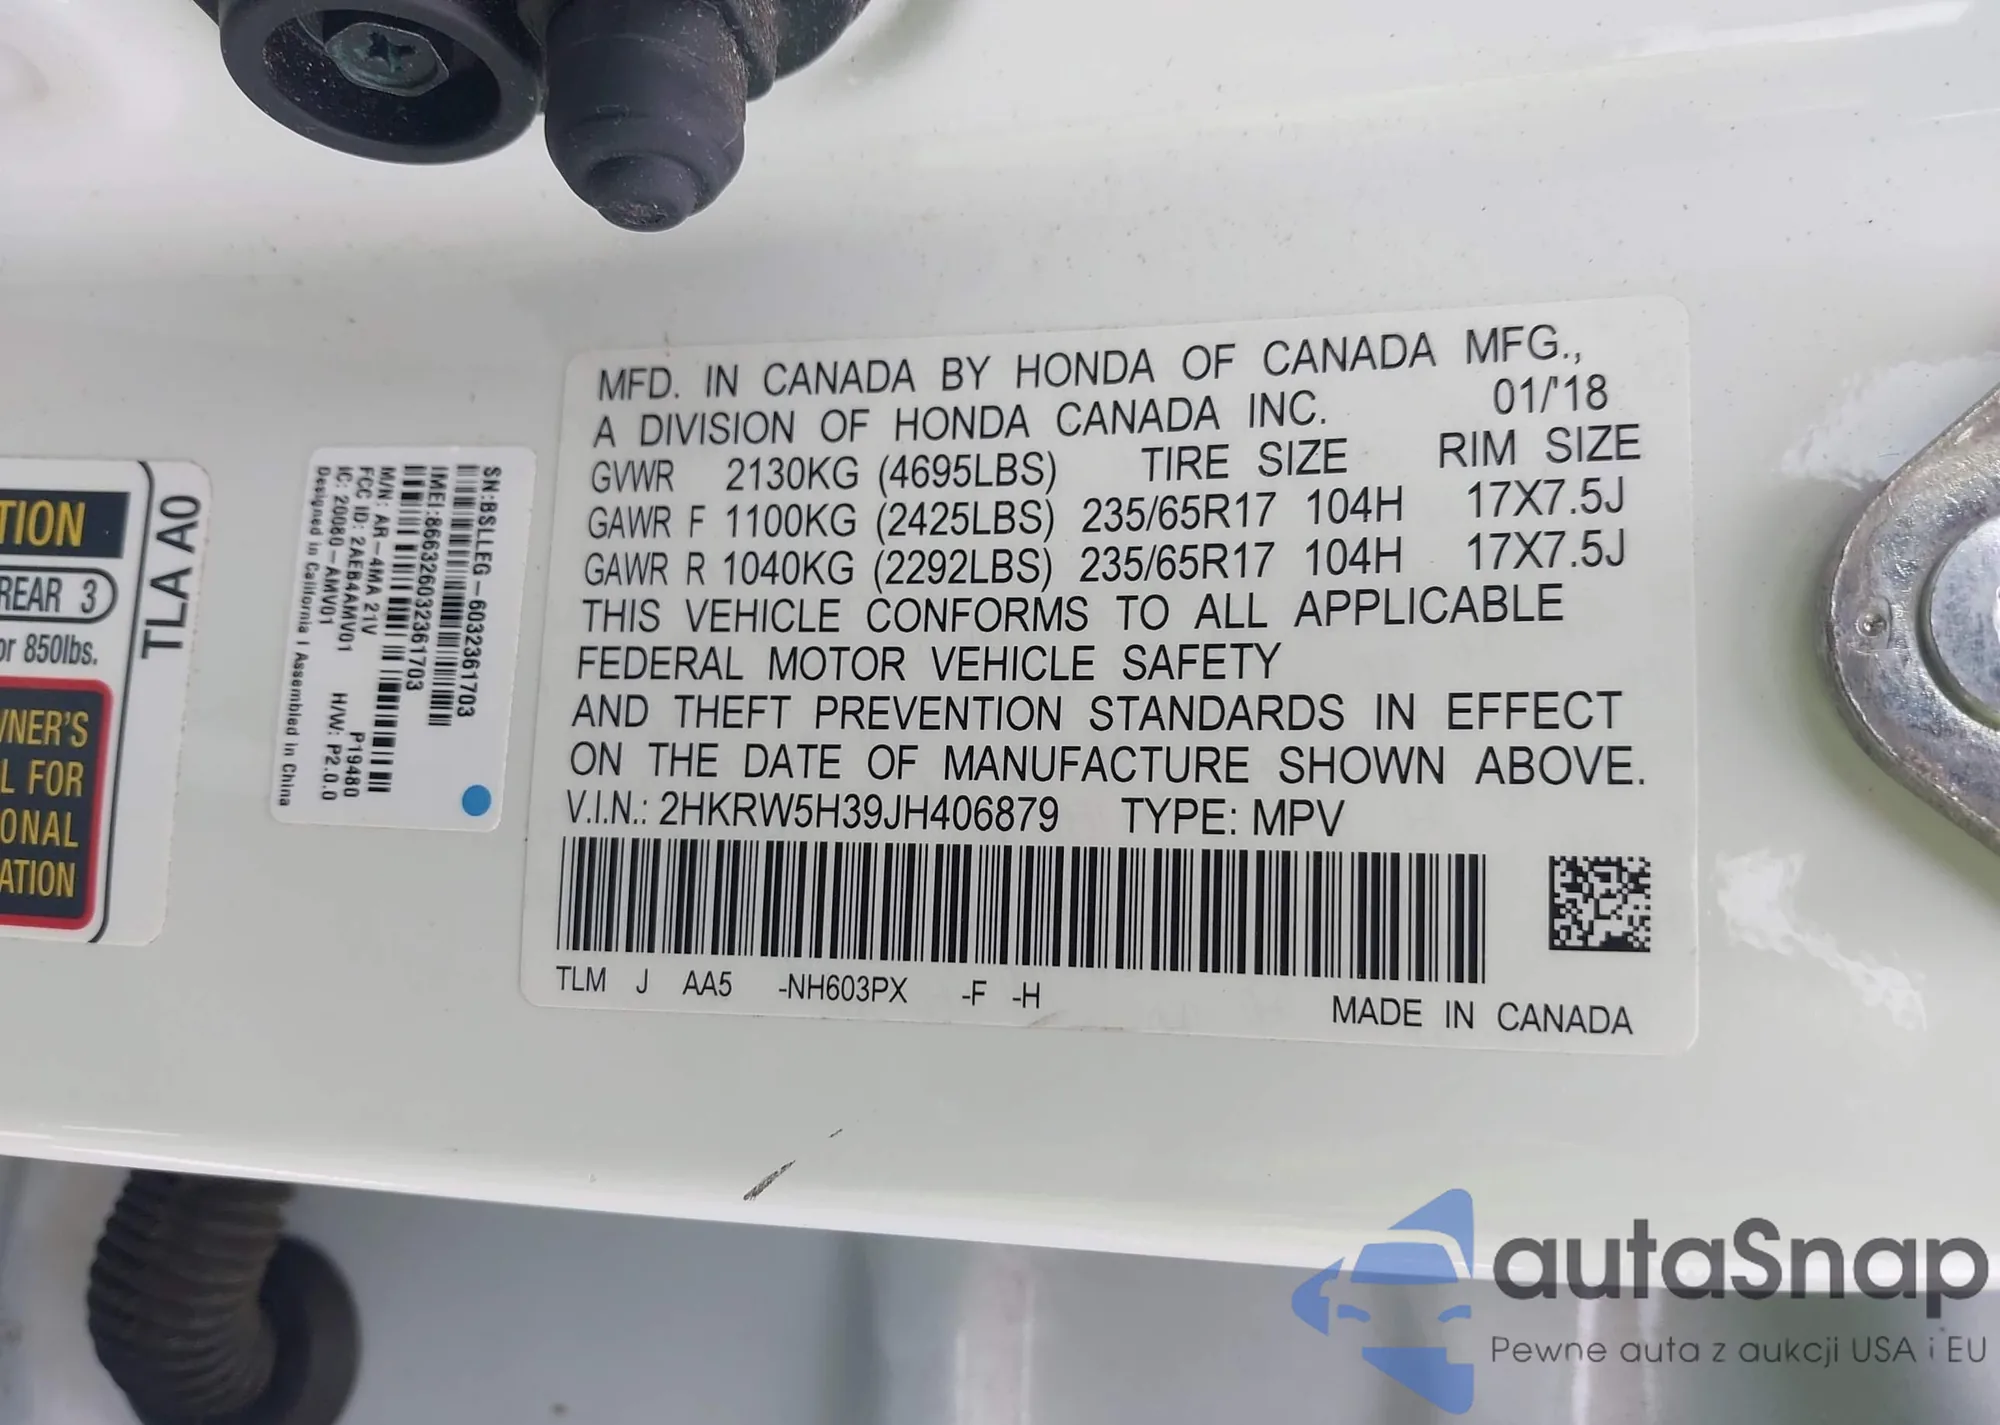 MFD. IN CANADA BY HONDA OF CANADA MFG.,
A DIVISION OF HONDA CANADA INC. 01/'18
GVWR 2130KG (4695LBS) TIRE SIZE RIM SIZE
GAWR F 1100KG (2425LBS) 235/65R17 104H 17X7.5J
GAWR R 1040KG (2292LBS) 235/65R17 104H 17X7.5J
THIS VEHICLE CONFORMS TO ALL APPLICABLE
FEDERAL MOTOR VEHICLE SAFETY
AND THEFT PREVENTION STANDARDS IN EFFECT
ON THE DATE OF MANUFACTURE SHOWN ABOVE.
V.I.N.: 2HKRW5H39JH406879 TYPE: MPV
TLM J AA5 -NH603PX -F -H
MADE IN CANADA
SN:BSLLEG-6032361703
IMEI:866326032361703
M/N: AR-4MA 21V P19480
FCC ID: 2AEB4AMV01
IC: 20080-AMV01 H/W: P2.0.0
Designed in California | Assembled in China
TION
REAR 3
or 850lbs.
NER'S
L FOR
ONAL
ATION
TLA A0
autaSnap
Pewne auta z aukcji USA i EU